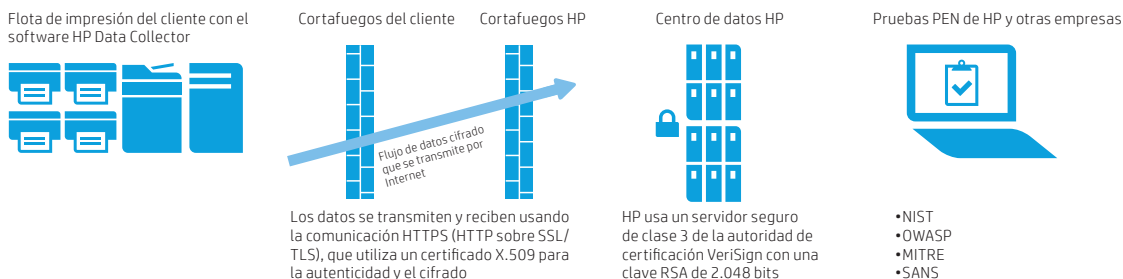 Flota de impresión del cliente con el
software HP Data Collector
Cortafuegos del cliente
Cortafuegos HP
Flujo de datos cifrado
que se transmite por
Internet
Los datos se transmiten y reciben usando
la comunicación HTTPS (HTTP sobre SSL/
TLS), que utiliza un certificado X.509 para
la autenticidad y el cifrado
Centro de datos HP
HP usa un servidor seguro
de clase 3 de la autoridad de
certificación VeriSign con una
clave RSA de 2.048 bits
Pruebas PEN de HP y otras empresas
•NIST
•OWASP
•MITRE
•SANS